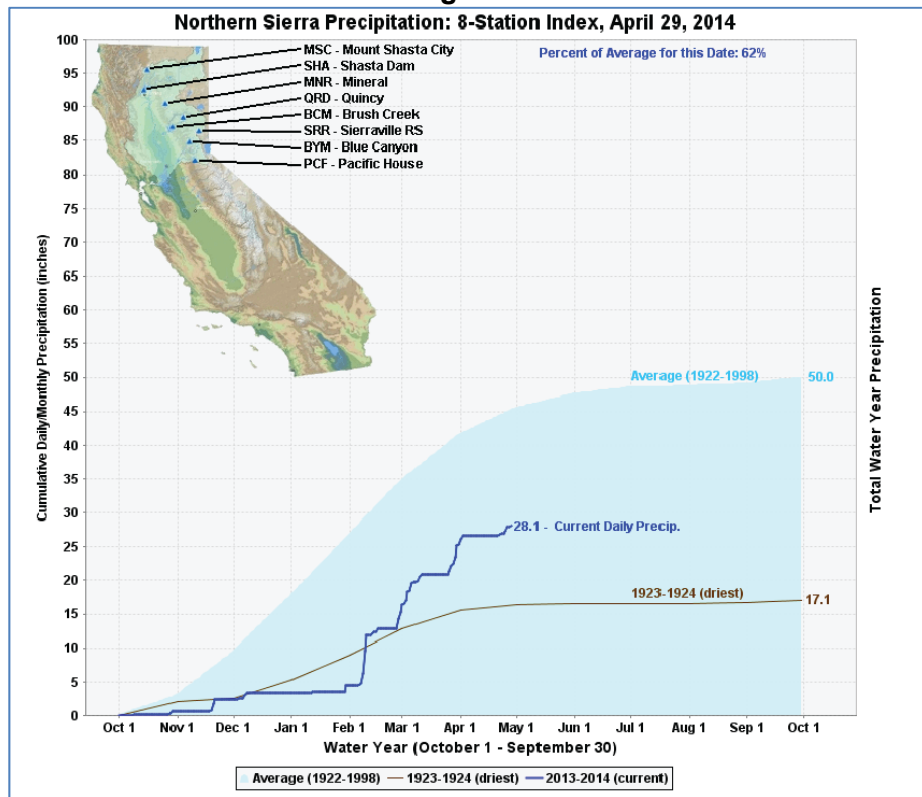 Northern Sierra Precipitation: 8-Station Index, April 29, 2014
Percent of Average for this Date: 62%
MSC - Mount Shasta City
SHA - Shasta Dam
MNR - Mineral
QRD - Quincy
BCM - Brush Creek
SRR - Sierraville RS
BYM - Blue Canyon
PCF - Pacific House
Cumulative Daily/Monthly Precipitation (inches)
100
95
90
85
80
75
70
65
60
55
50
45
40
35
30
25
20
15
10
5
0
Average (1922-1998)
50.0
28.1 - Current Daily Precip.
1923-1924 (driest)
17.1
Total Water Year Precipitation
Oct 1 Nov 1 Dec 1 Jan 1 Feb 1 Mar 1 Apr 1 May 1 Jun 1 Jul 1 Aug 1 Sep 1 Oct 1
Water Year (October 1 - September 30)
Average (1922-1998) 1923-1924 (driest) 2013-2014 (current)